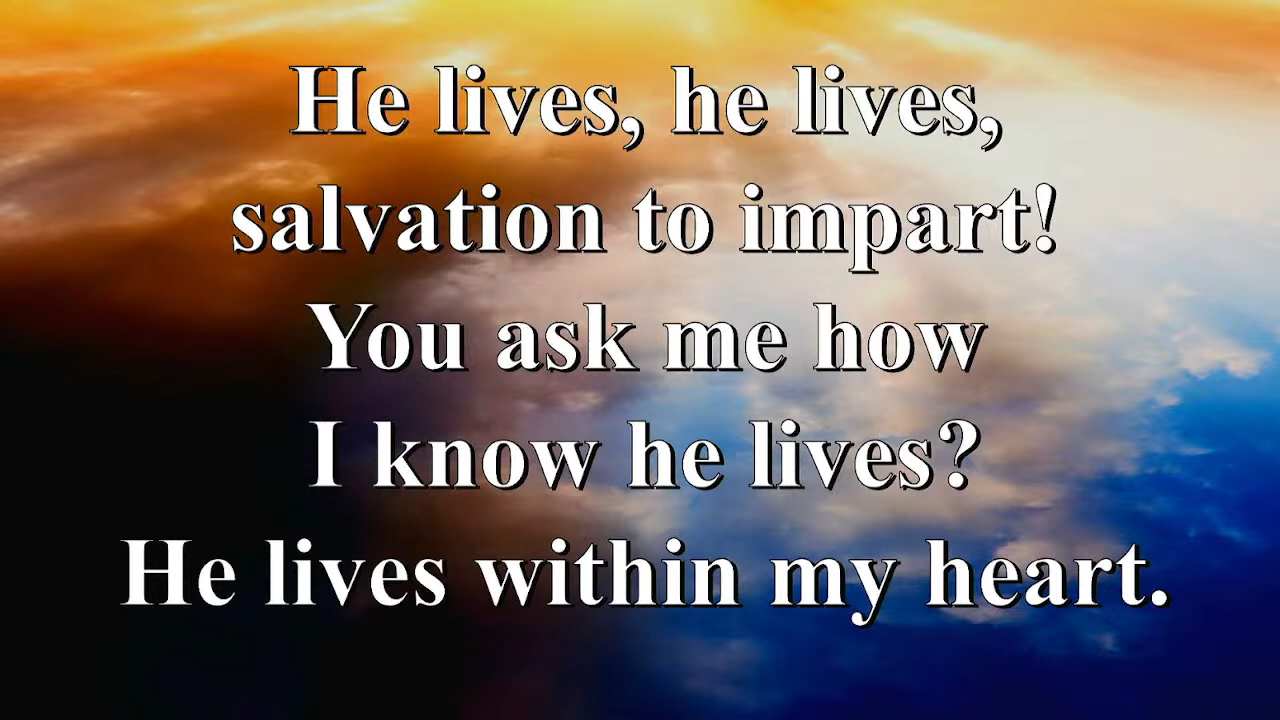 He lives, he lives,
salvation to impart!
You ask me how
I know he lives?
He lives within my heart.